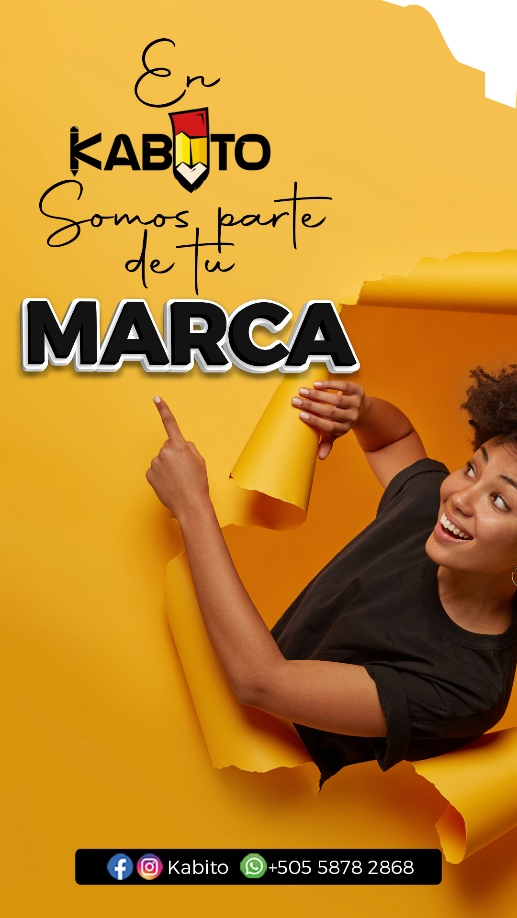 En
KABITO
Somos parte
de tu
MARCA
Kabito +505 5878 2868